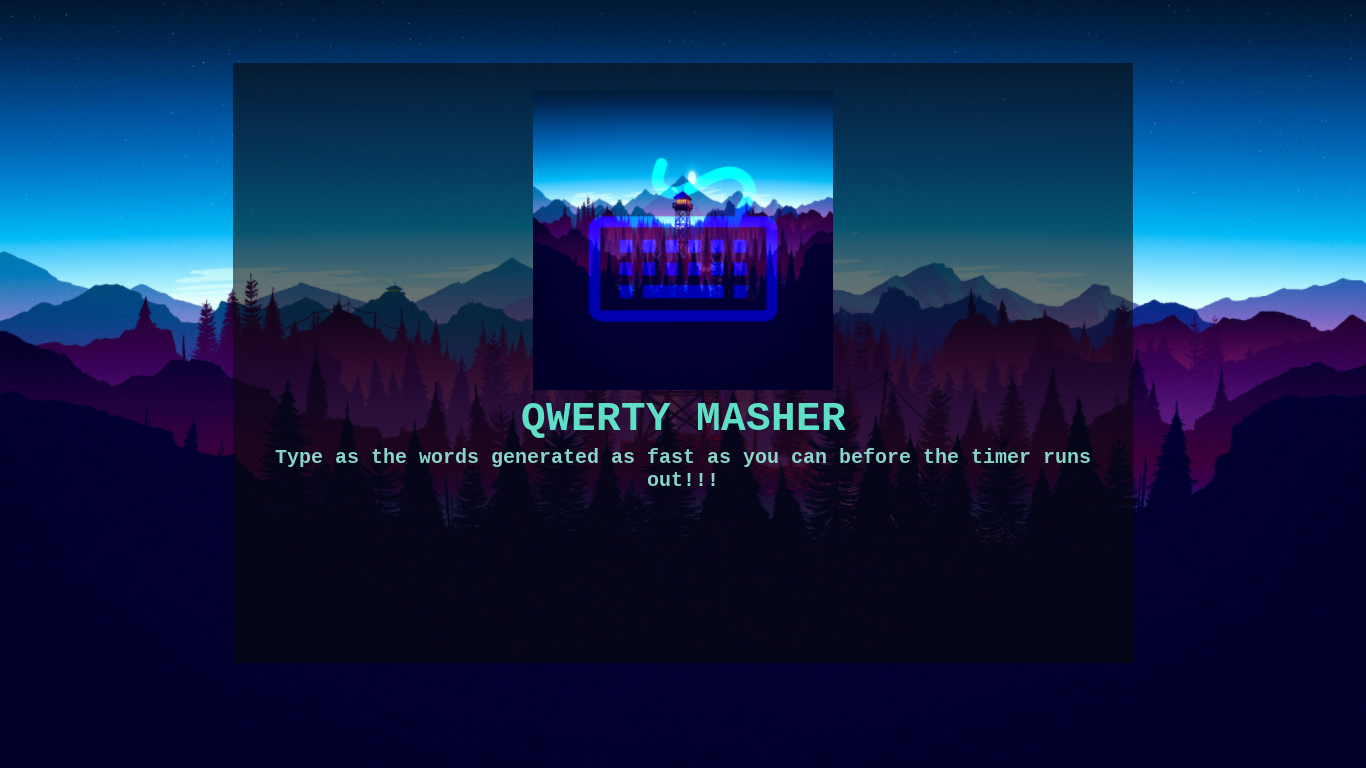 QWERTY MASHER
Type as the words generated as fast as you can before the timer runs
out!!!